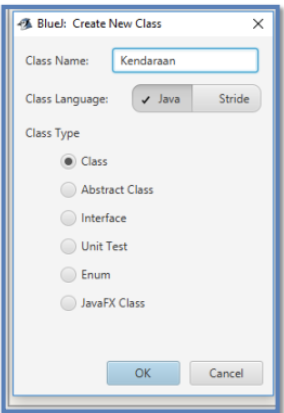 BlueJ: Create New Class
Class Name: Kendaraan
Class Language: ✔ Java Stride
Class Type
Class
Abstract Class
Interface
Unit Test
Enum
JavaFX Class
OK Cancel